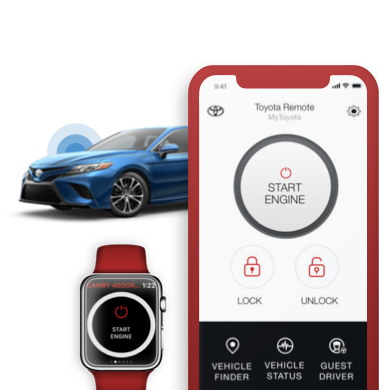 9:41
Toyota Remote
MyToyota
START
ENGINE
LOCK
UNLOCK
VEHICLE
FINDER
VEHICLE
STATUS
GUEST
DRIVER
CAMRY 4DOOR... 1:22
START
ENGINE